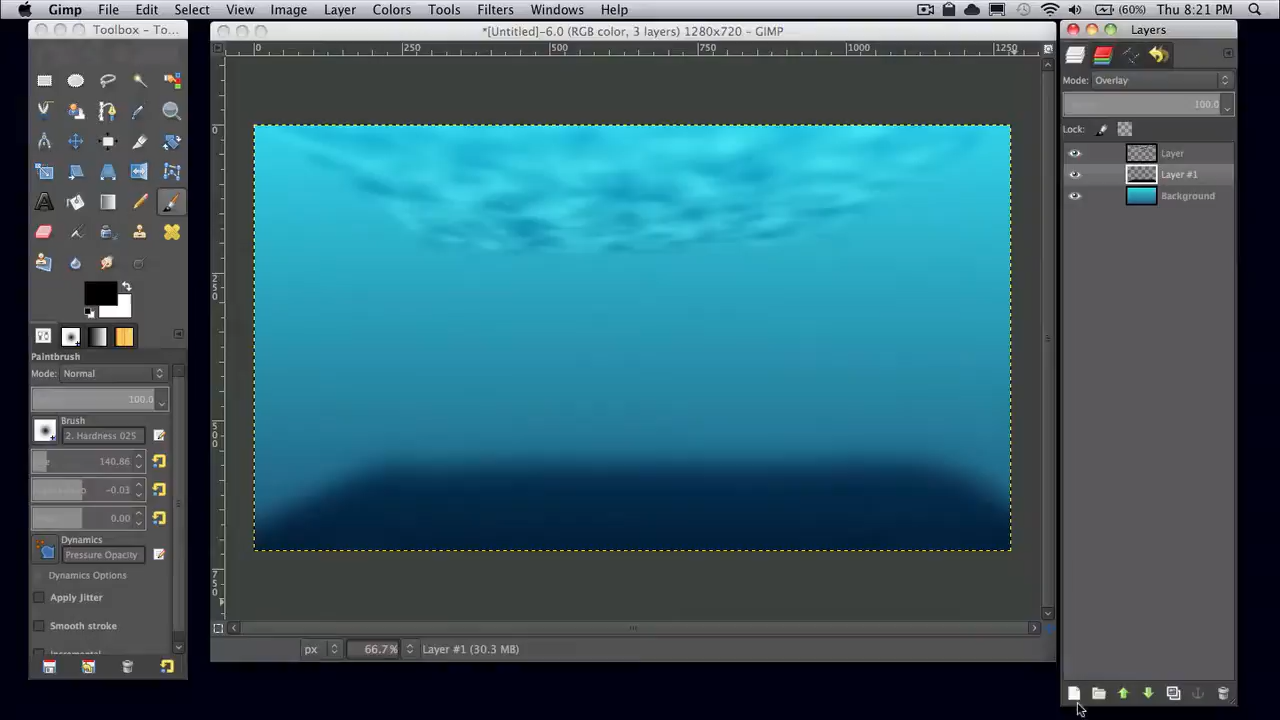 Gimp File Edit Select View Image Layer Colors Tools Filters Windows Help (60%) Thu 8:21 PM
Toolbox - To...
*[Untitled]-6.0 (RGB color, 3 layers) 1280x720 – GIMP
Layers
0 250 500 750 1000 1250
Mode: Overlay
100.0
Lock:
0
Layer
Layer #1
Background
250
500
750
Paintbrush
Mode: Normal
100.0
Brush
2. Hardness 025
140.86
-0.03
0.00
Dynamics
Pressure Opacity
Dynamics Options
Apply Jitter
Smooth stroke
px 66.7% Layer #1 (30.3 MB)